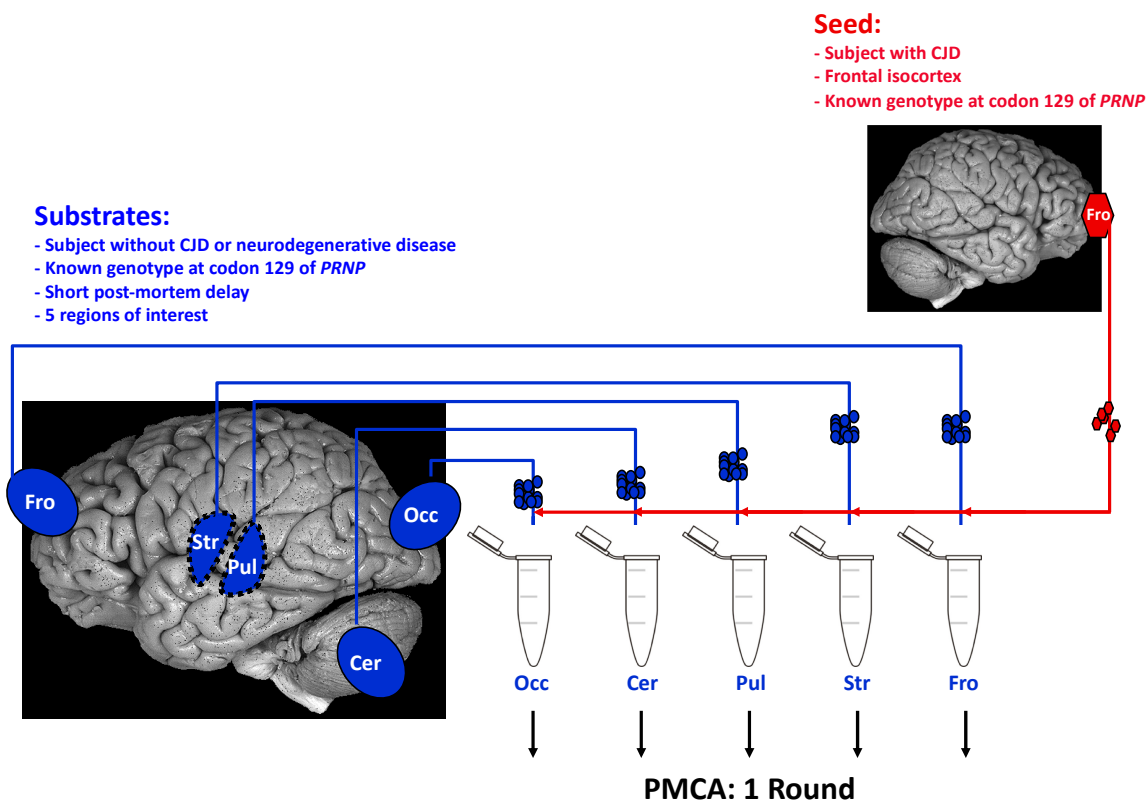 Seed:
- Subject with CJD
- Frontal isocortex
- Known genotype at codon 129 of PRNP
Fro
Substrates:
- Subject without CJD or neurodegenerative disease
- Known genotype at codon 129 of PRNP
- Short post-mortem delay
- 5 regions of interest
Fro
Str
Pul
Occ
Cer
Occ Cer Pul Str Fro
PMCA: 1 Round